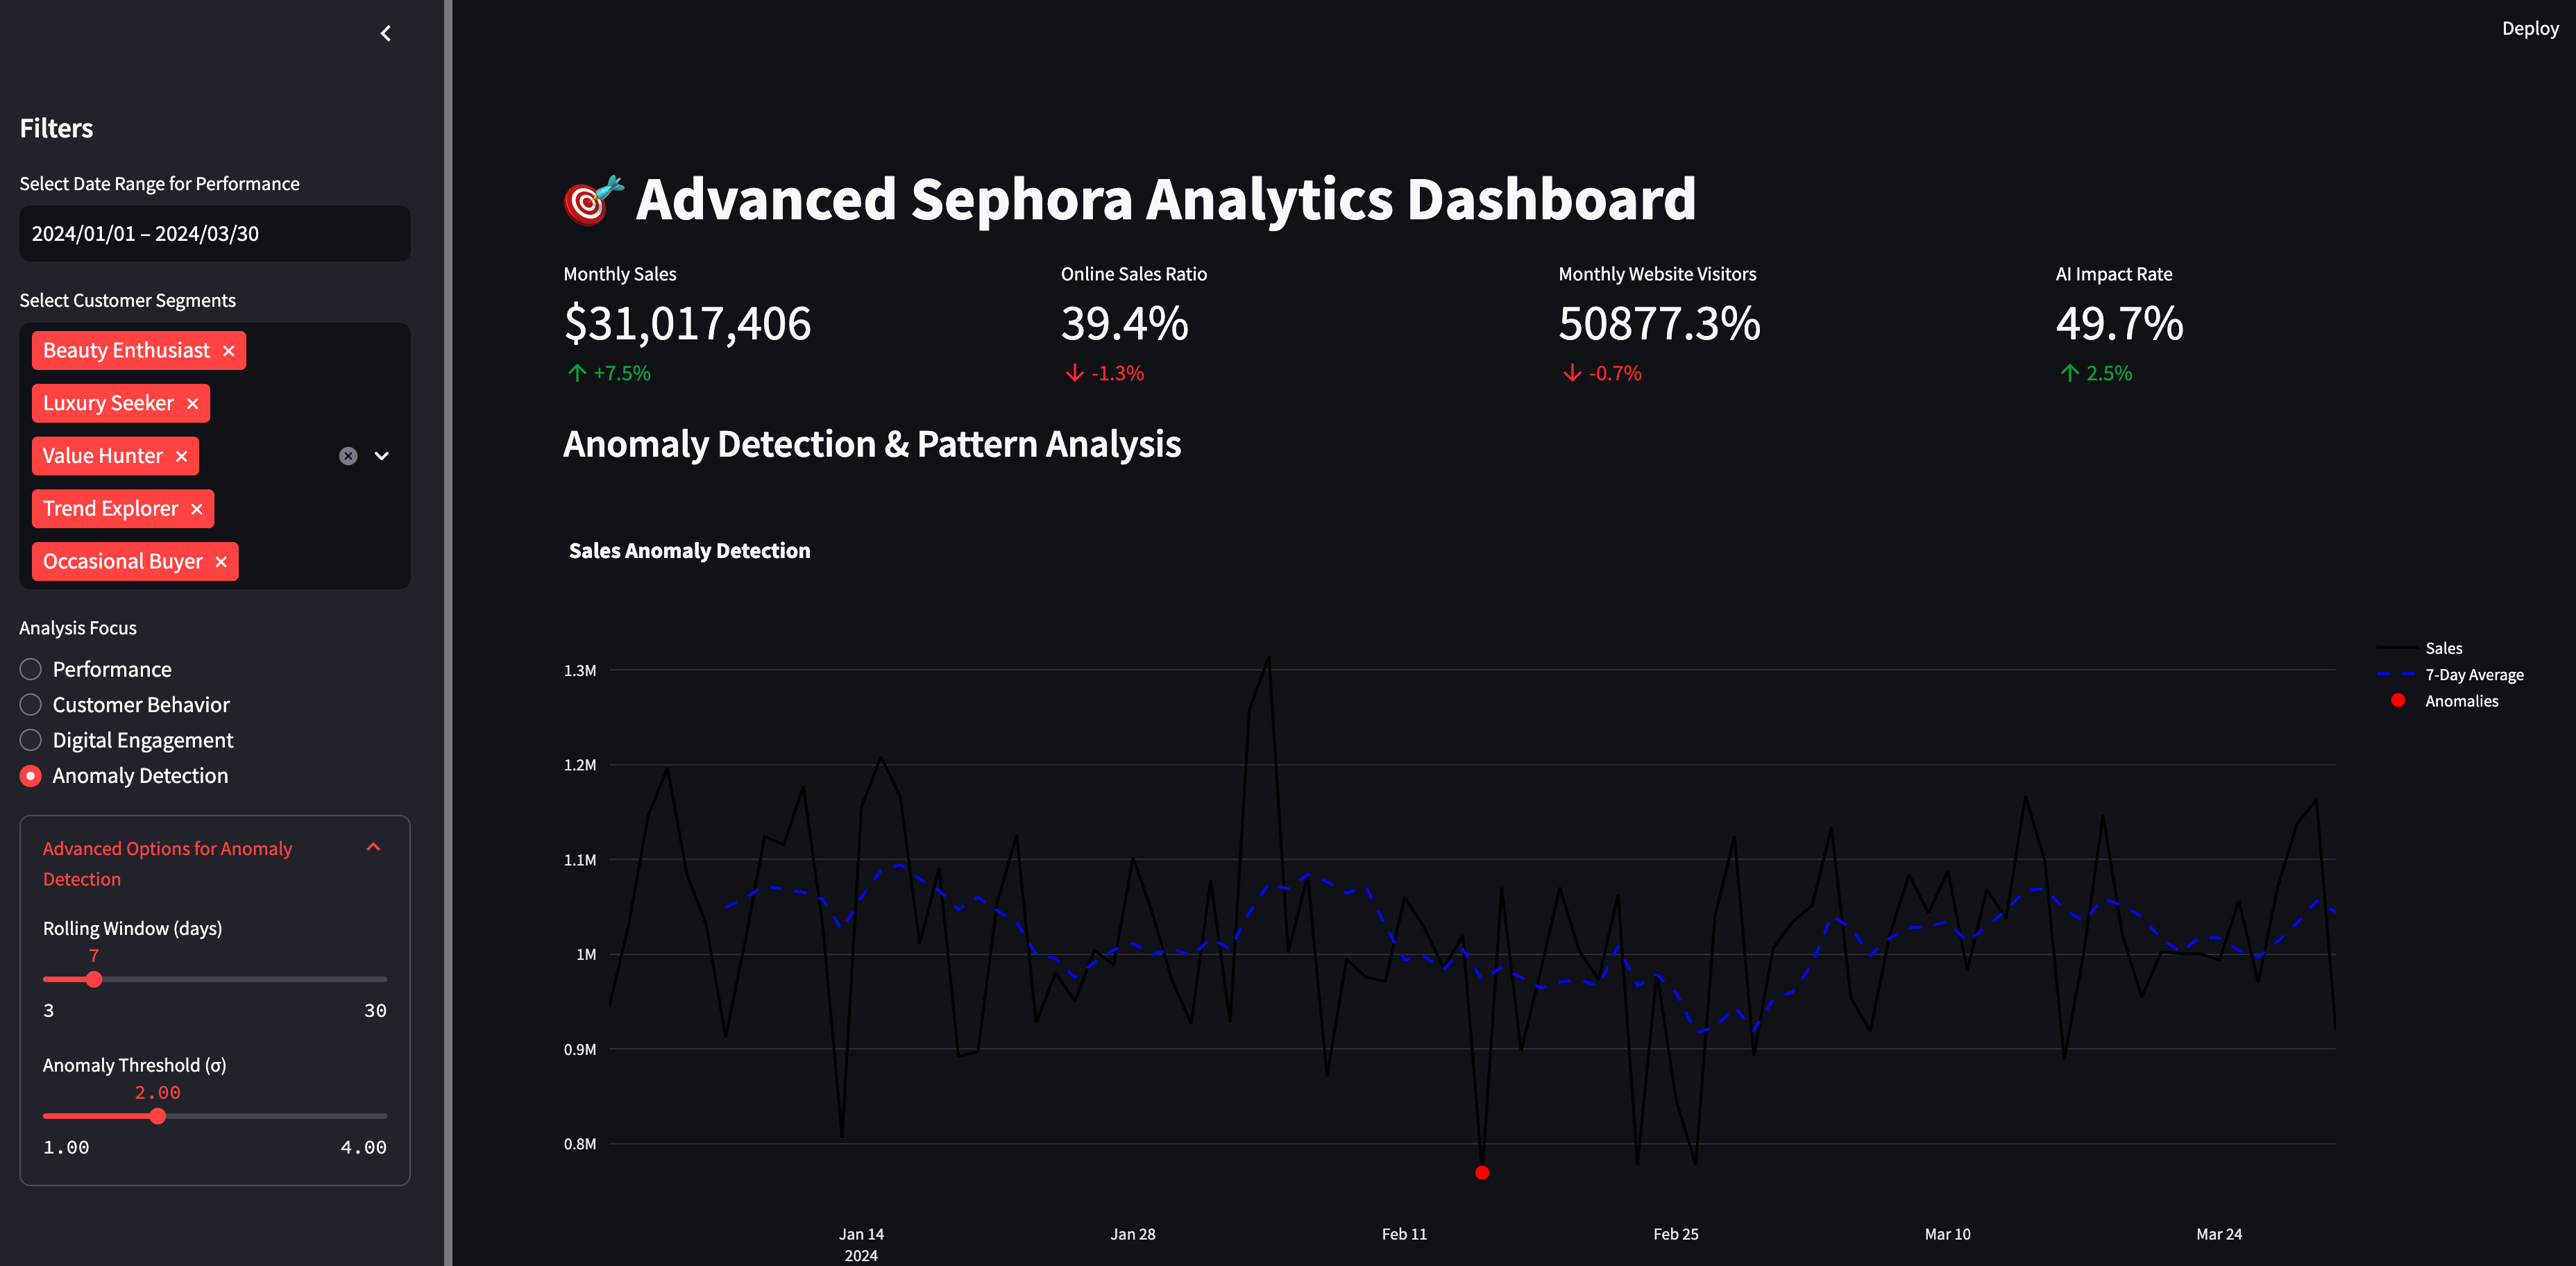 Deploy
Filters
Select Date Range for Performance
2024/01/01 – 2024/03/30
Select Customer Segments
Beauty Enthusiast ×
Luxury Seeker ×
Value Hunter ×
Trend Explorer ×
Occasional Buyer ×
Analysis Focus
Performance
Customer Behavior
Digital Engagement
Anomaly Detection
Advanced Options for Anomaly
Detection
Rolling Window (days)
7
3 30
Anomaly Threshold (σ)
2.00
1.00 4.00
🎯 Advanced Sephora Analytics Dashboard
Monthly Sales
$31,017,406
↑ +7.5%
Online Sales Ratio
39.4%
↓ -1.3%
Monthly Website Visitors
50877.3%
↓ -0.7%
AI Impact Rate
49.7%
↑ 2.5%
Anomaly Detection & Pattern Analysis
Sales Anomaly Detection
1.3M
1.2M
1.1M
1M
0.9M
0.8M
Jan 14
2024
Jan 28
Feb 11
Feb 25
Mar 10
Mar 24
Sales
7-Day Average
Anomalies